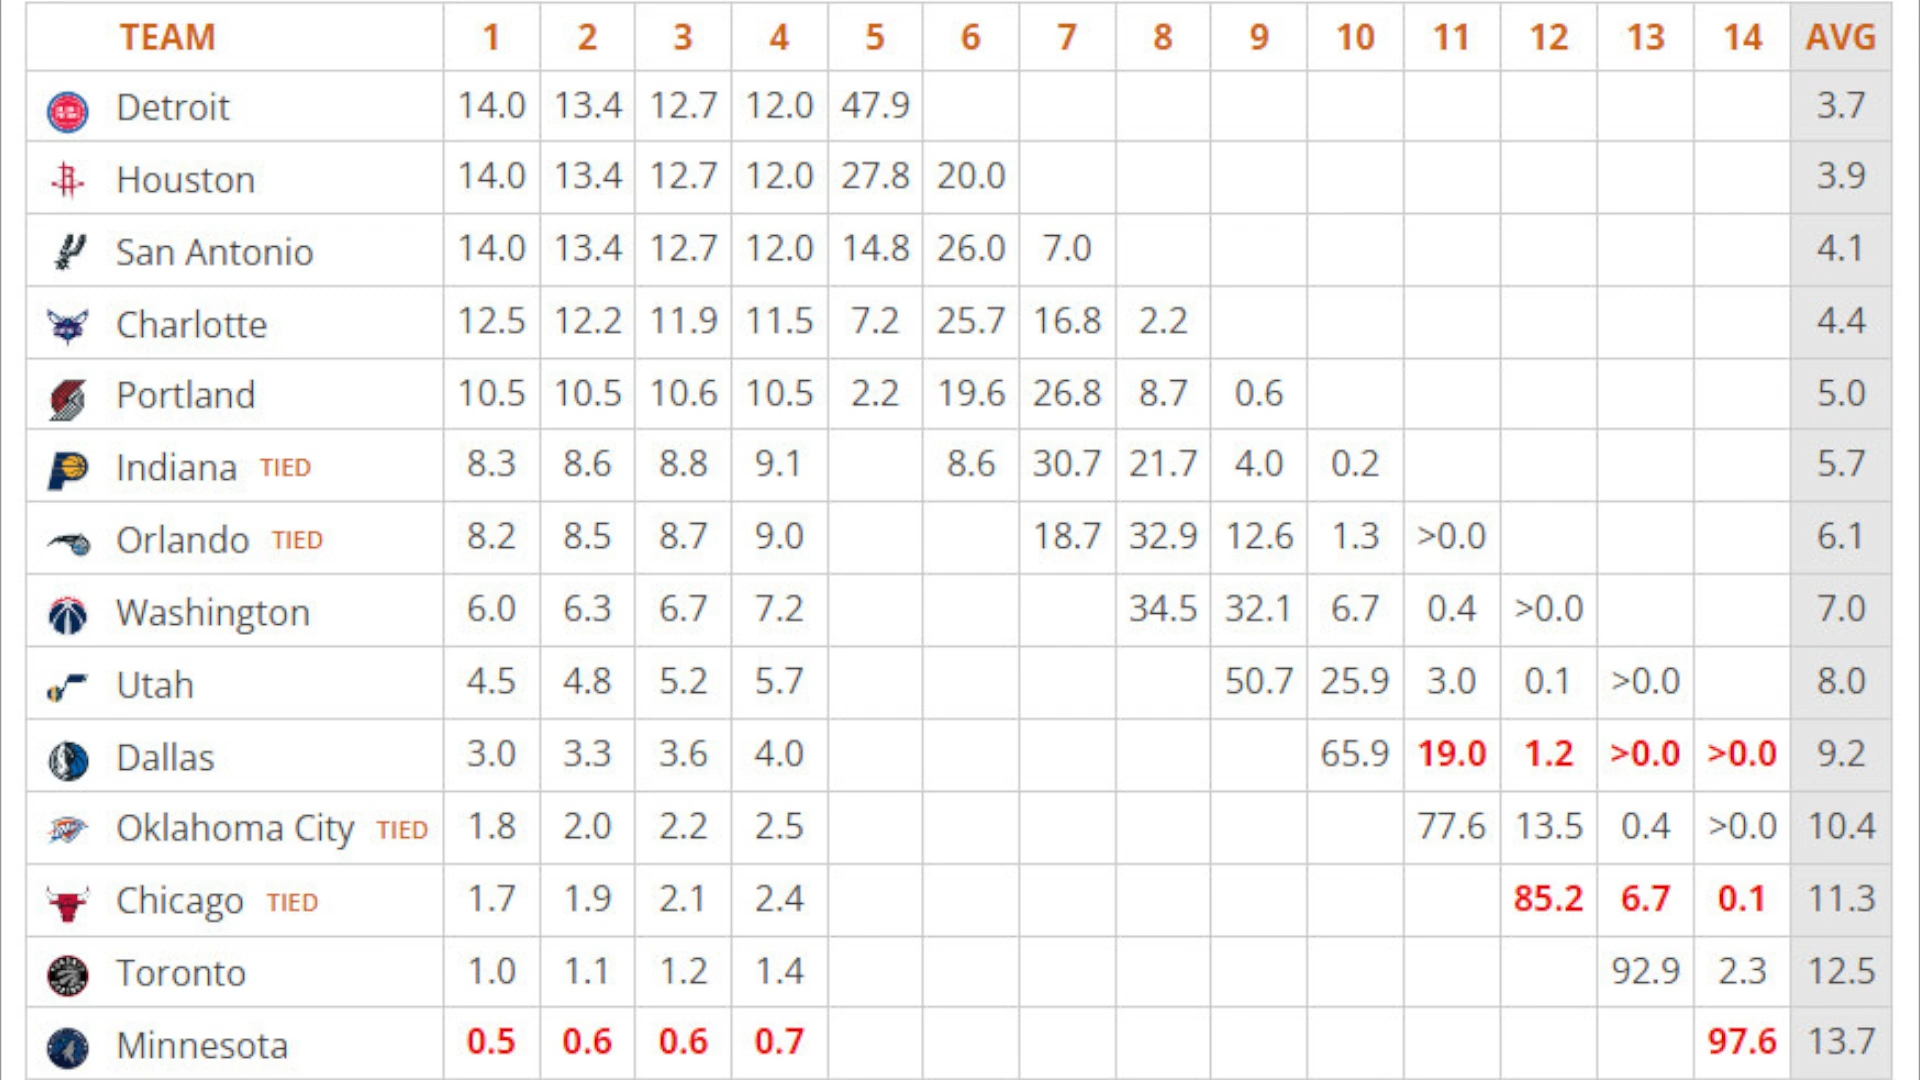 TEAM 1 2 3 4 5 6 7 8 9 10 11 12 13 14 AVG
Detroit 14.0 13.4 12.7 12.0 47.9 3.7
Houston 14.0 13.4 12.7 12.0 27.8 20.0 3.9
San Antonio 14.0 13.4 12.7 12.0 14.8 26.0 7.0 4.1
Charlotte 12.5 12.2 11.9 11.5 7.2 25.7 16.8 2.2 4.4
Portland 10.5 10.5 10.6 10.5 2.2 19.6 26.8 8.7 0.6 5.0
Indiana TIED 8.3 8.6 8.8 9.1 8.6 30.7 21.7 4.0 0.2 5.7
Orlando TIED 8.2 8.5 8.7 9.0 18.7 32.9 12.6 1.3 >0.0 6.1
Washington 6.0 6.3 6.7 7.2 34.5 32.1 6.7 0.4 >0.0 7.0
Utah 4.5 4.8 5.2 5.7 50.7 25.9 3.0 0.1 >0.0 8.0
Dallas 3.0 3.3 3.6 4.0 65.9 19.0 1.2 >0.0 >0.0 9.2
Oklahoma City TIED 1.8 2.0 2.2 2.5 77.6 13.5 0.4 >0.0 10.4
Chicago TIED 1.7 1.9 2.1 2.4 85.2 6.7 0.1 11.3
Toronto 1.0 1.1 1.2 1.4 92.9 2.3 12.5
Minnesota 0.5 0.6 0.6 0.7 97.6 13.7